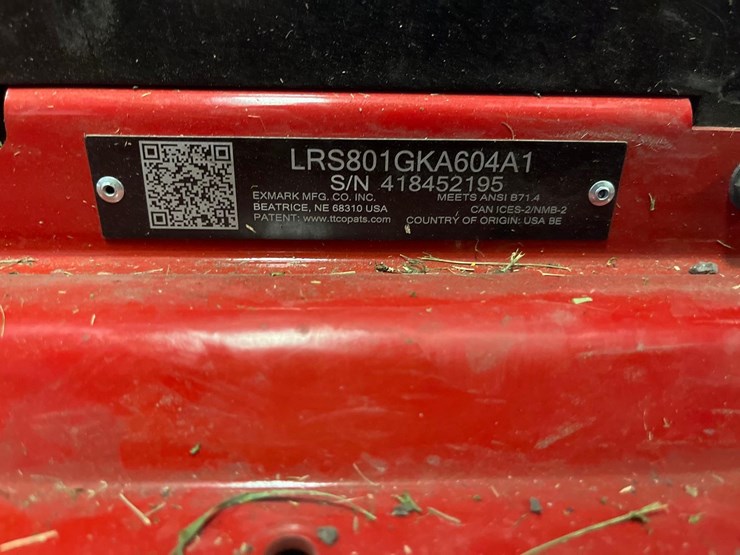 LRS801GKA604A1
S/N 418452195
EXMARK MFG. CO. INC. MEETS ANSI B71.4
BEATRICE, NE 68310 USA CAN ICES-2/NMB-2
PATENT: www.ttcopats.com COUNTRY OF ORIGIN: USA BE